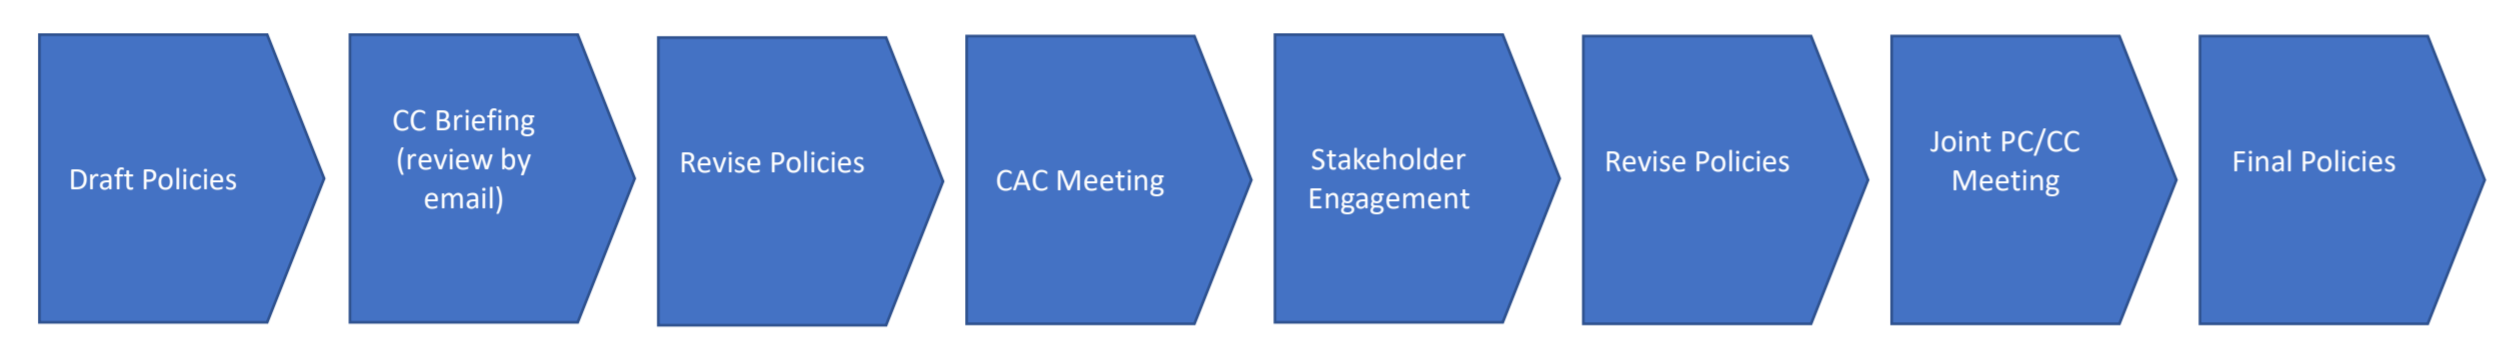 Draft Policies
CC Briefing
(review by
email)
Revise Policies
CAC Meeting
Stakeholder
Engagement
Revise Policies
Joint PC/CC
Meeting
Final Policies